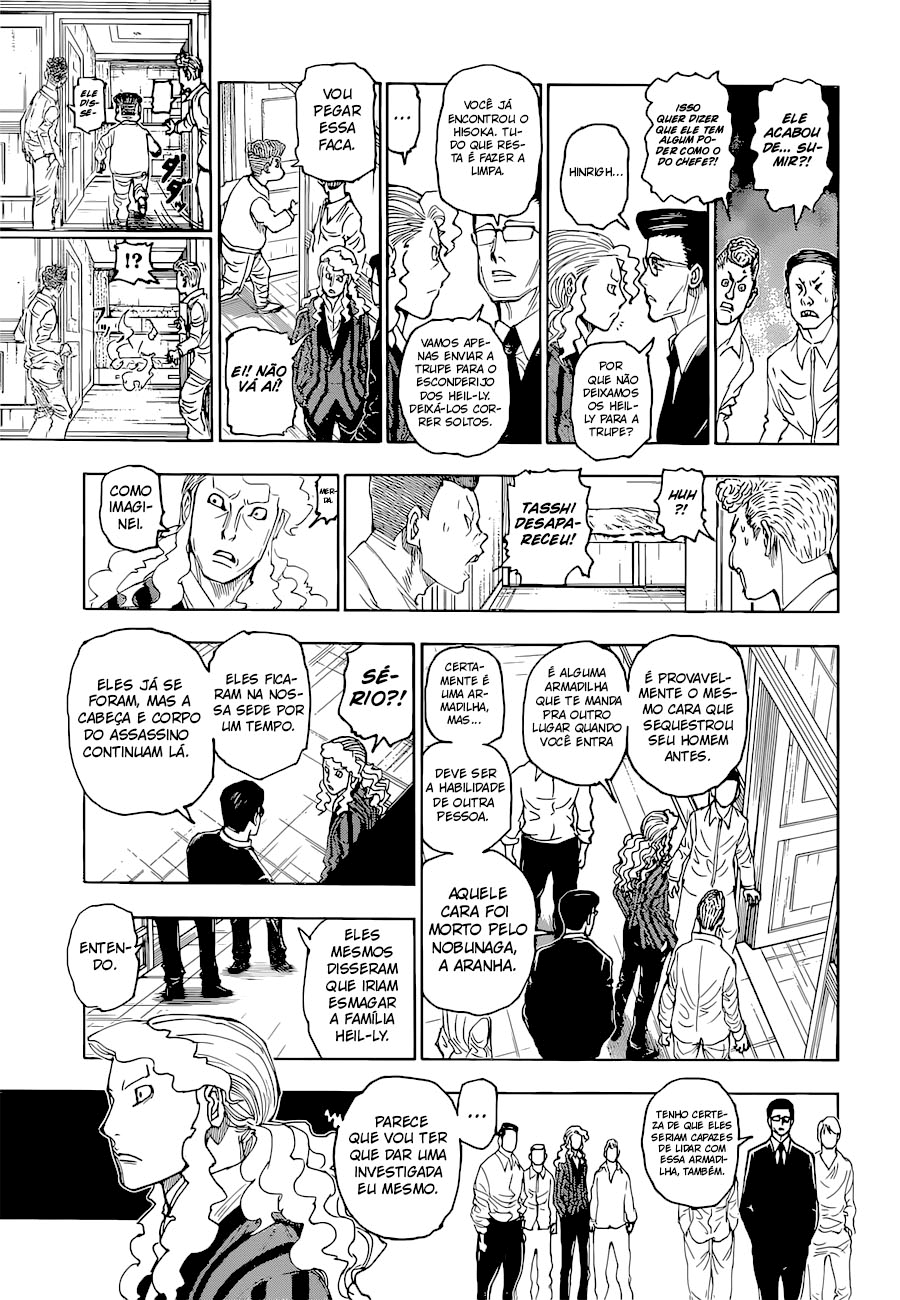 ELE
ACABOU
DE... SU-
MIR?!
ISSO
QUER DIZER
QUE ELE TEM
ALGUM PO-
DER COMO O
DO CHEFE?!
HINRIGH...
POR
QUE NÃO
DEIXAMOS
OS HEIL-
LY PARA A
TRUPE?
VOCÊ JÁ
ENCONTROU O
HISOKA. TU-
DO QUE RES-
TA É FAZER A
LIMPA.
VAMOS APE-
NAS ENVIAR A
TRUPE PARA O
ESCONDERIJO
DOS HEIL-LY.
DEIXÁ-LOS COR-
RER SOLTOS.
...
VOU
PEGAR
ESSA
FACA.
EI! NÃO
VÁ AÍ?
ELE
DIS-
SE-
ダダッ
!?
HUH
?!
TASSHI
DESAPA-
RECEU!
MER-
DA.
COMO
IMAGI-
NEI.
É PROVAVEL-
MENTE O MES-
MO CARA QUE
SEQUESTROU
SEU HOMEM
ANTES.
É ALGUMA
ARMADILHA
QUE TE MANDA
PRA OUTRO
LUGAR QUANDO
VOCÊ ENTRA
CERTA-
MENTE É
UMA AR-
MADILHA,
MAS...
DEVE SER
A HABILIDADE
DE OUTRA
PESSOA.
AQUELE
CARA FOI
MORTO PELO
NOBUNAGA,
A ARANHA.
SÉ-
RIO?!
ELES FICA-
RAM NA NOS-
SA SEDE POR
UM TEMPO.
ELES JÁ SE
FORAM, MAS A
CABEÇA E CORPO
DO ASSASSINO
CONTINUAM LÁ.
ELES
MESMOS
DISSERAM
QUE IRIAM
ESMAGAR
A FAMÍLIA
HEIL-LY.
ENTEN-
DO.
TENHO CERTE-
ZA DE QUE ELES
SERIAM CAPAZES
DE LIDAR COM
ESSA ARMADI-
LHA, TAMBÉM.
...
PARECE
QUE VOU TER
QUE DAR UMA
INVESTIGADA
EU MESMO.